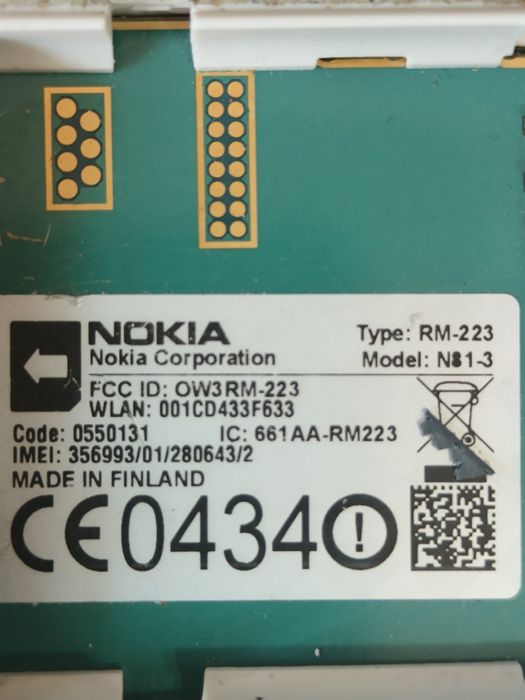 NOKIA
Nokia Corporation
Type: RM-223
Model: N81-3
FCC ID: OW3RM-223
WLAN: 001CD433F633
Code: 0550131 IC: 661AA-RM223
IMEI: 356993/01/280643/2
MADE IN FINLAND
CE0434!